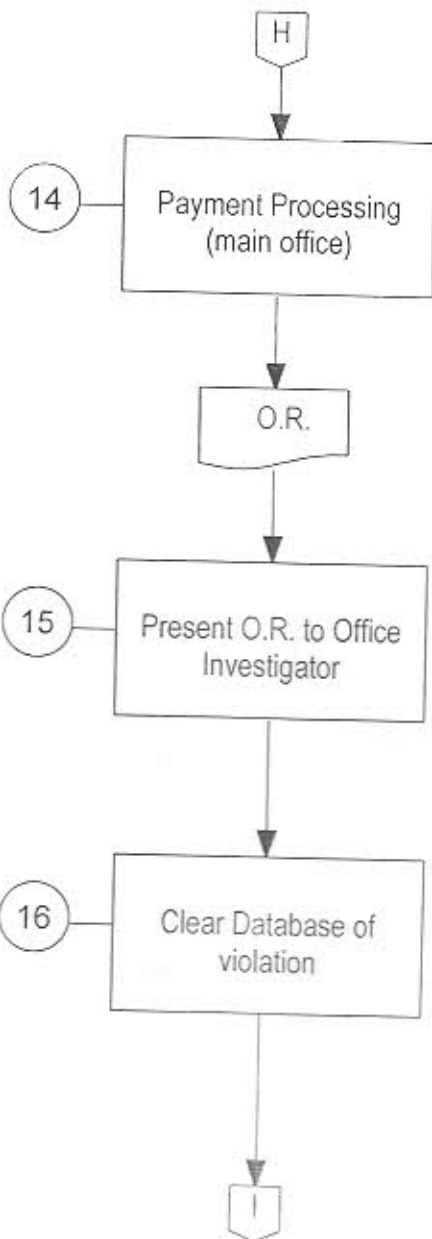 H
14
Payment Processing
(main office)
O.R.
15
Present O.R. to Office
Investigator
16
Clear Database of
violation
I